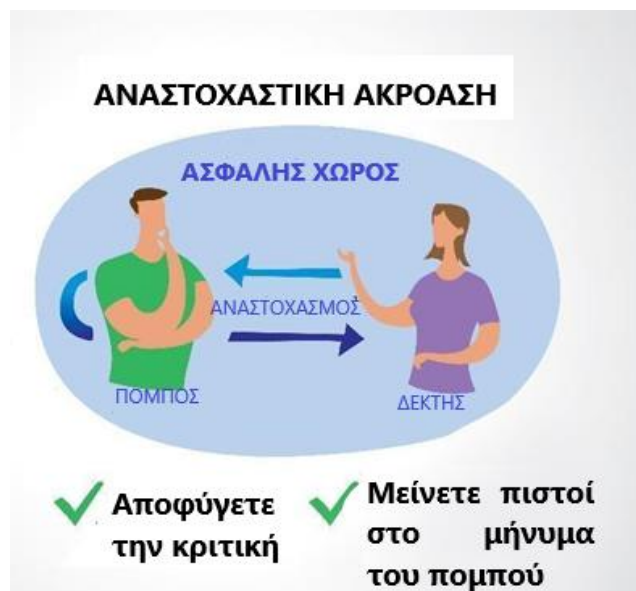 ΑΝΑΣΤΟΧΑΣΤΙΚΗ ΑΚΡΟΑΣΗ
ΑΣΦΑΛΗΣ ΧΩΡΟΣ
ΑΝΑΣΤΟΧΑΣΜΟΣ
ΠΟΜΠΟΣ
ΔΕΚΤΗΣ
Αποφύγετε
την κριτική
Μείνετε πιστοί
στο μήνυμα
του πομπού